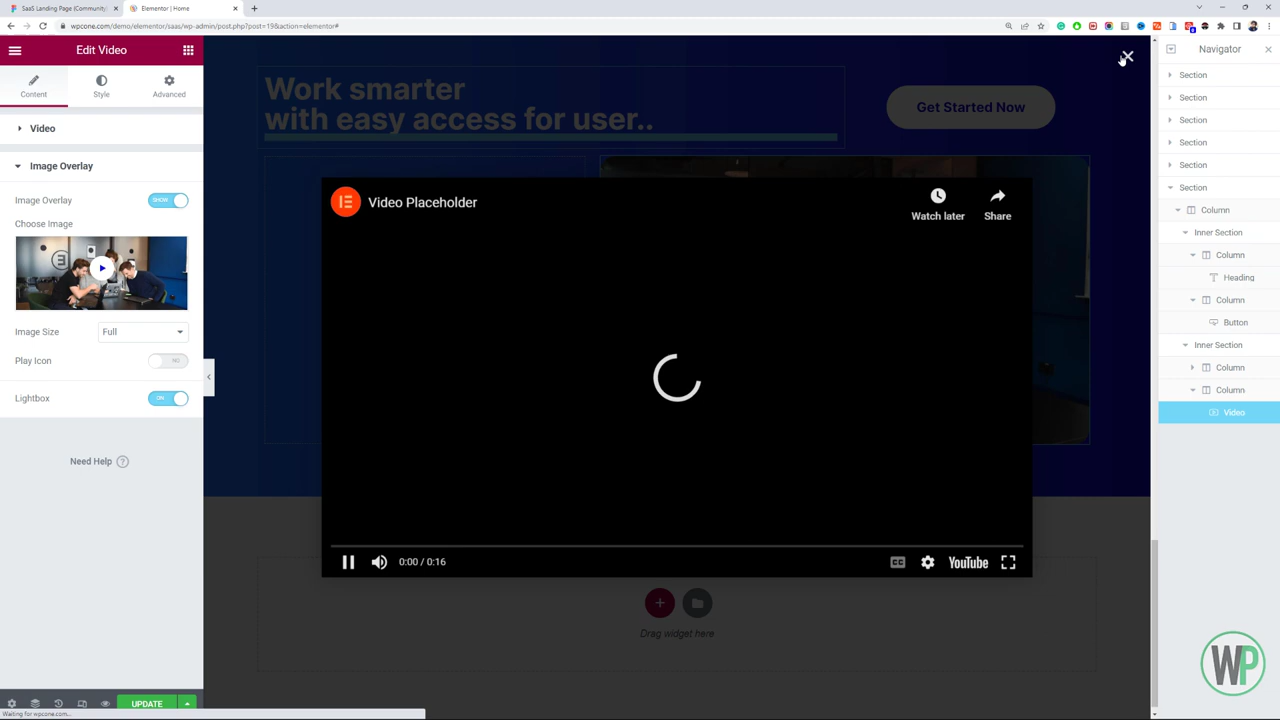 SaaS Landing Page (Community)
Elementor | Home
wpcone.com/demo/elementor/saas/wp-admin/post.php?post=19&action=elementor#
Edit Video
Content
Style
Advanced
Video
Image Overlay
Image Overlay
SHOW
Choose Image
Image Size
Full
Play Icon
NO
Lightbox
ON
Need Help
UPDATE
Waiting for wpcone.com...
Work smarter
with easy access for user..
Get Started Now
Video Placeholder
Watch later
Share
0:00 / 0:16
CC
YouTube
Drag widget here
Navigator
Section
Section
Section
Section
Section
Section
Column
Inner Section
Column
Heading
Column
Button
Inner Section
Column
Column
Video
WP